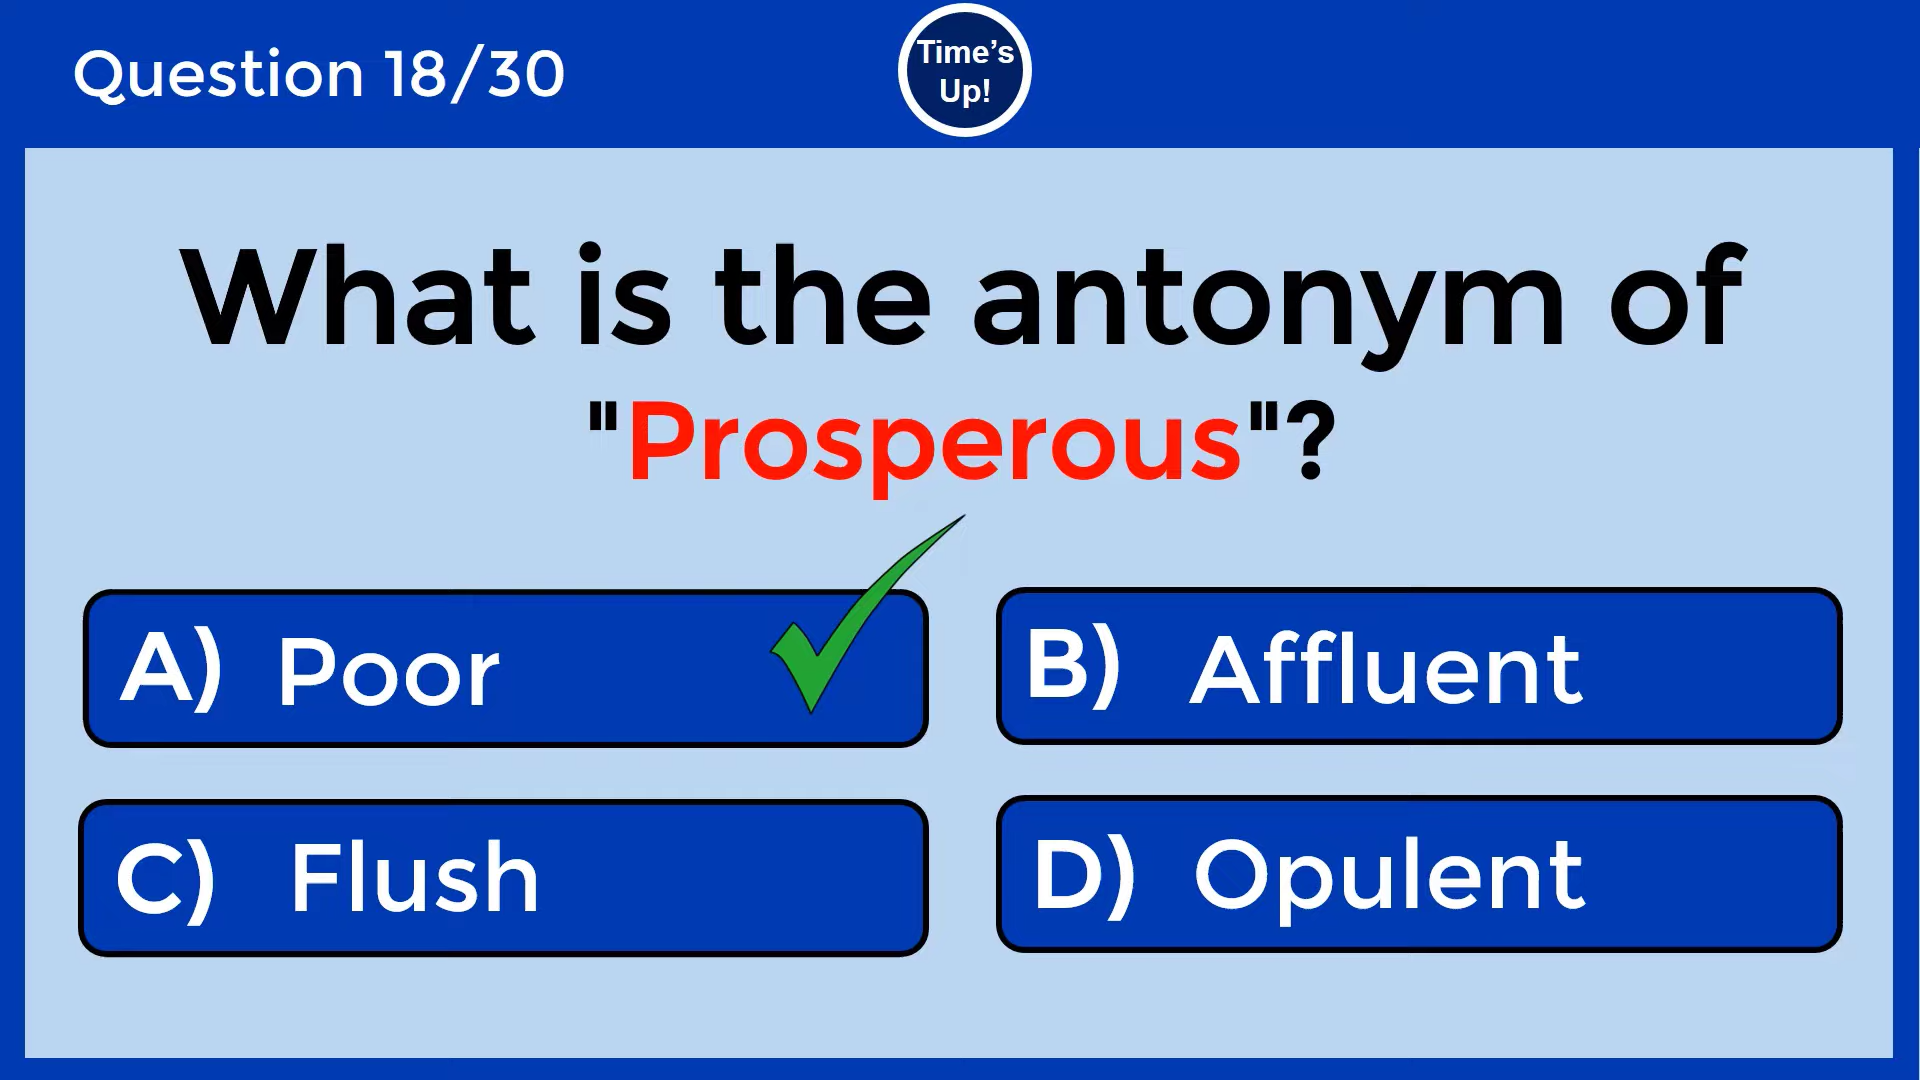 Question 18/30
Time’s
Up!
What is the antonym of
"Prosperous"?
A) Poor
B) Affluent
C) Flush
D) Opulent